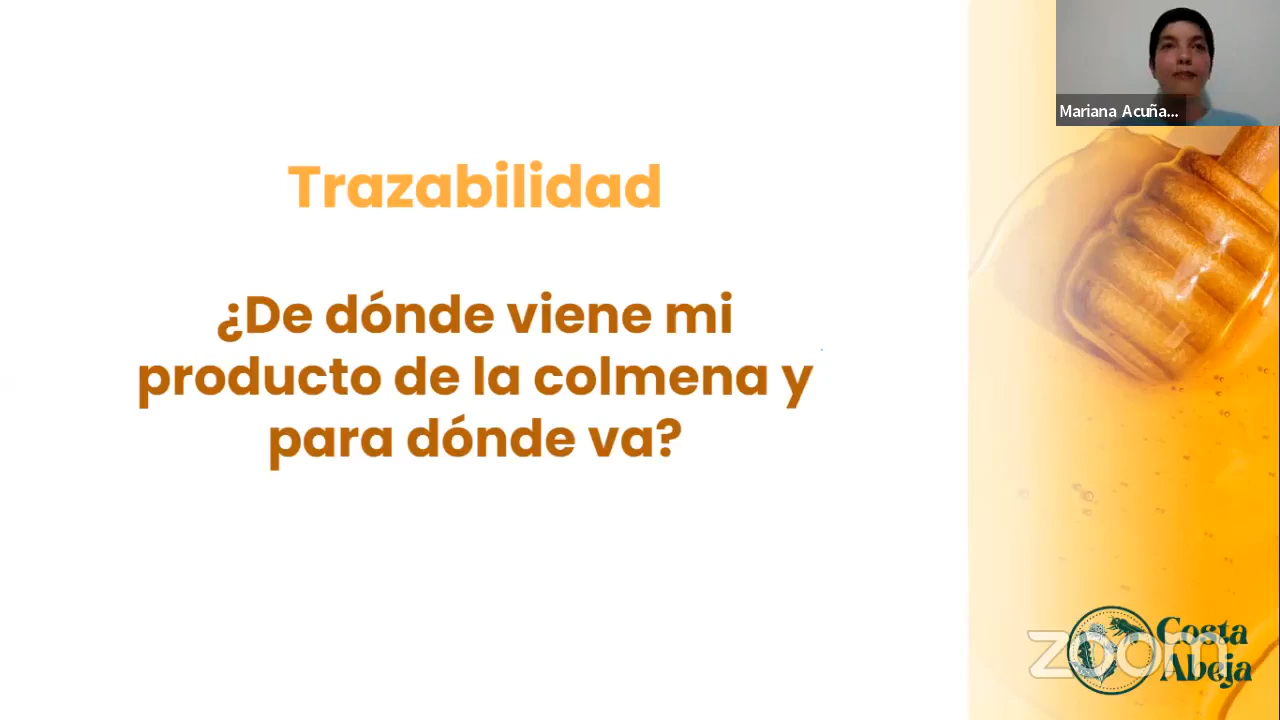 Mariana Acuña...
Trazabilidad
¿De dónde viene mi
producto de la colmena y
para dónde va?
Costa
Abeja
zoom